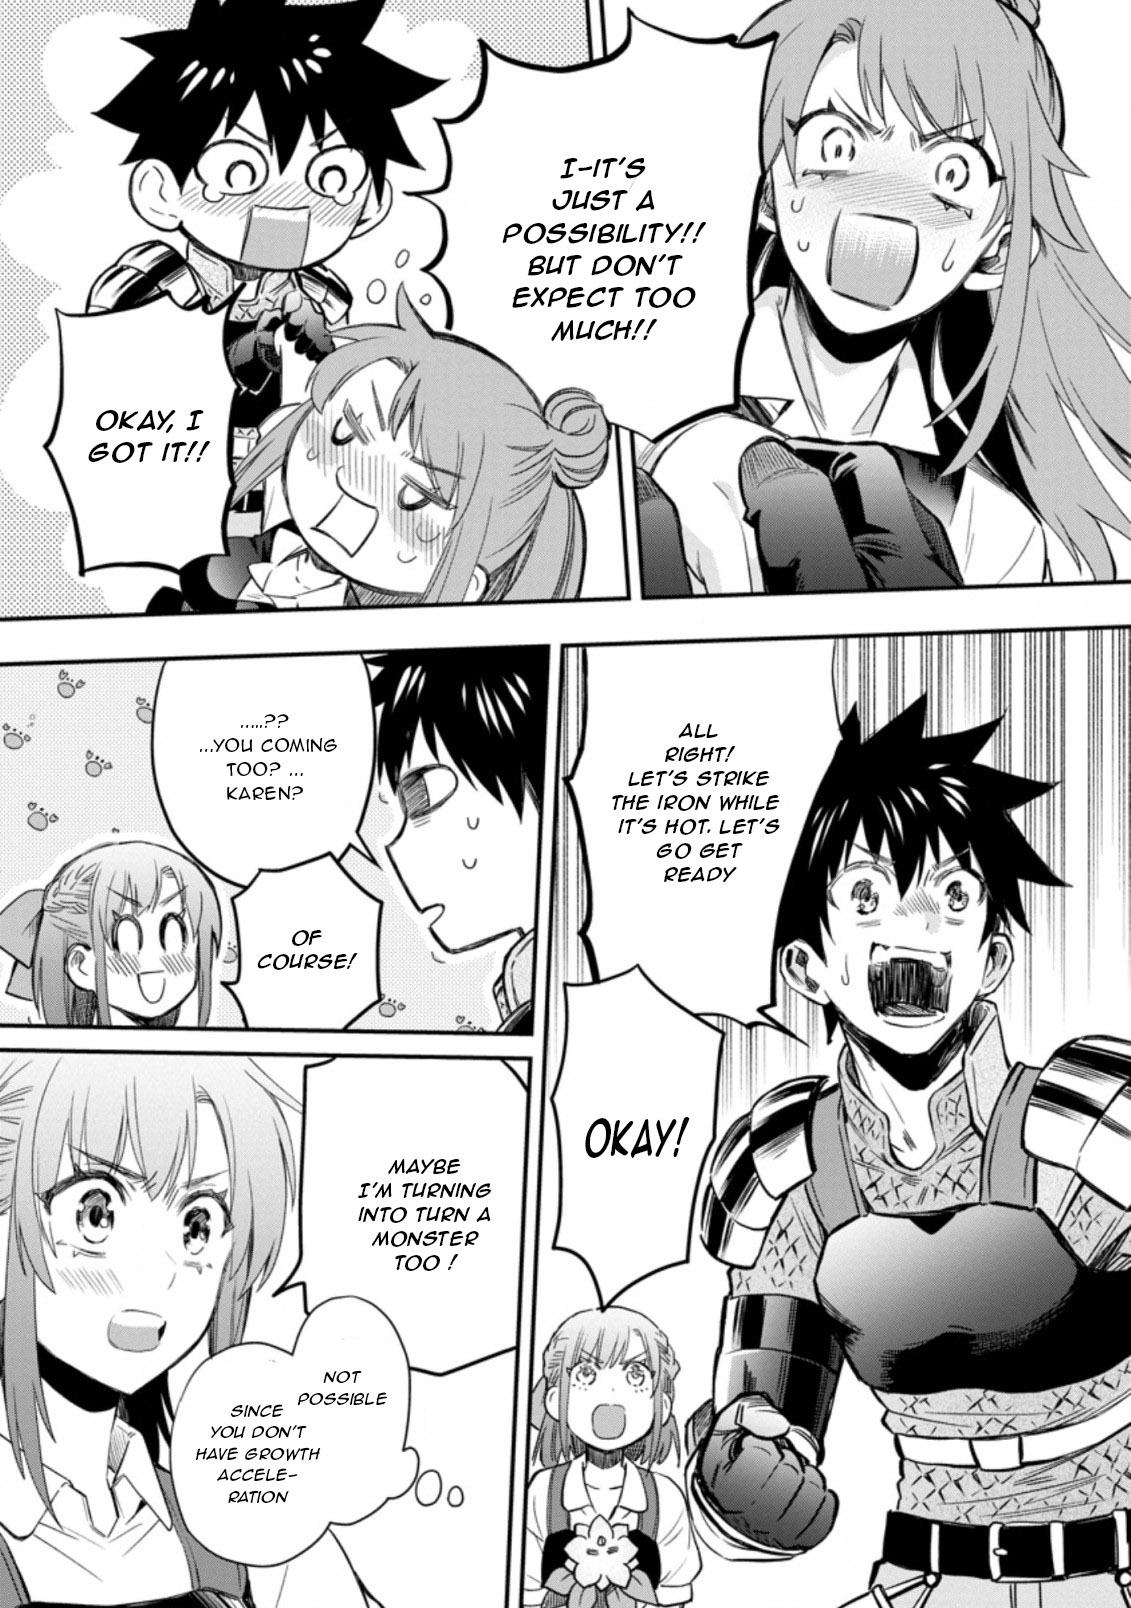 I-IT'S
JUST A
POSSIBILITY!!
BUT DON'T
EXPECT TOO
MUCH!!
OKAY, I
GOT IT!!
ALL
RIGHT!
LET'S STRIKE
THE IRON WHILE
IT'S HOT. LET'S
GO GET
READY
OKAY!
.....??
...YOU COMING
TOO? ...
KAREN?
OF
COURSE!
MAYBE
I'M TURNING
INTO TURN A
MONSTER
TOO !
NOT
POSSIBLE
SINCE
YOU DON'T
HAVE GROWTH
ACCELE-
RATION